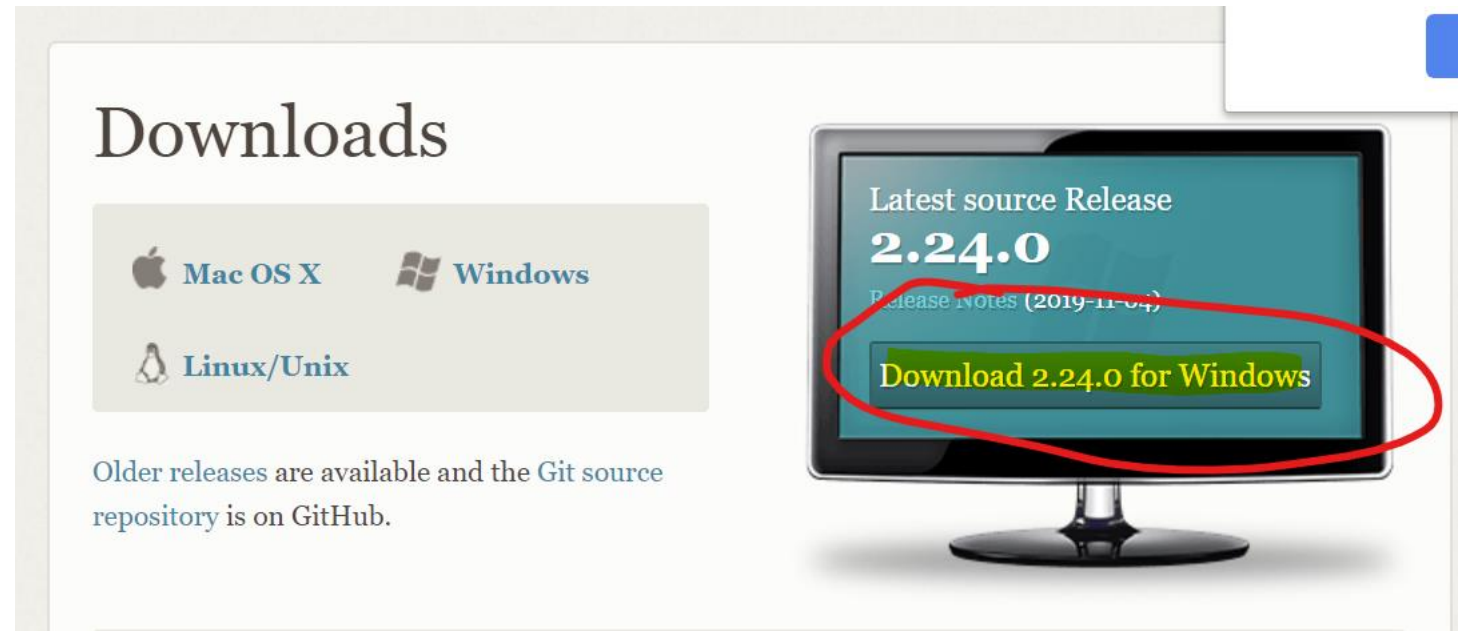 Downloads
Mac OS X
Windows
Linux/Unix
Older releases are available and the Git source
repository is on GitHub.
Latest source Release
2.24.0
Release Notes (2019-11-04)
Download 2.24.0 for Windows